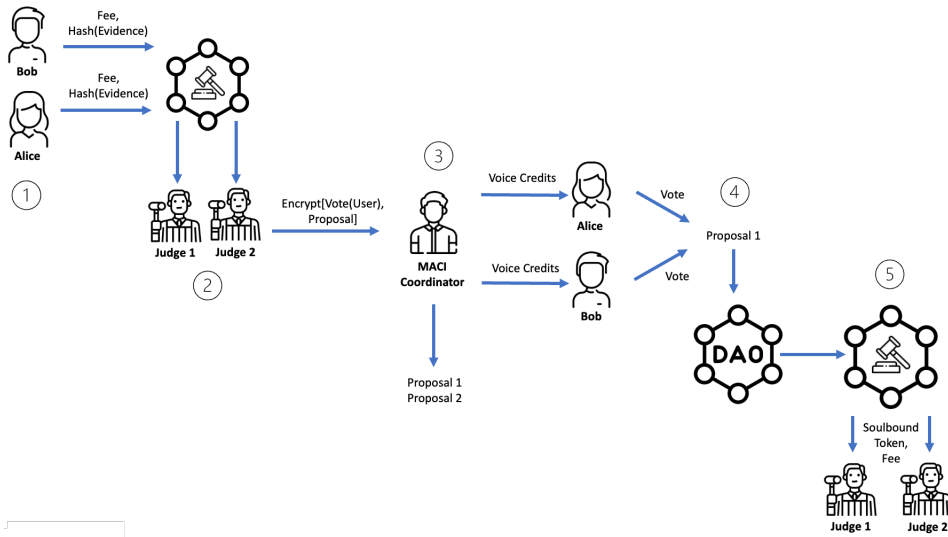 Fee,
Hash(Evidence)
Bob
Fee,
Hash(Evidence)
Alice
1
Judge 1
Judge 2
2
Encrypt[Vote(User),
Proposal]
3
MACI
Coordinator
Proposal 1
Proposal 2
Voice Credits
Alice
Voice Credits
Bob
Vote
Vote
4
Proposal 1
DAO
5
Soulbound
Token,
Fee
Judge 1
Judge 2